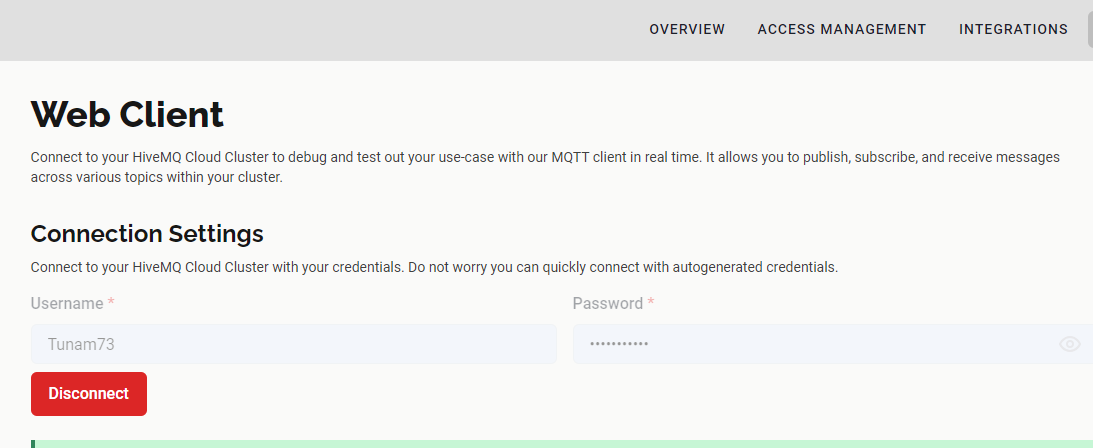 OVERVIEW ACCESS MANAGEMENT INTEGRATIONS
Web Client
Connect to your HiveMQ Cloud Cluster to debug and test out your use-case with our MQTT client in real time. It allows you to publish, subscribe, and receive messages
across various topics within your cluster.
Connection Settings
Connect to your HiveMQ Cloud Cluster with your credentials. Do not worry you can quickly connect with autogenerated credentials.
Username * Password *
Tunam73 •••••••••••
Disconnect